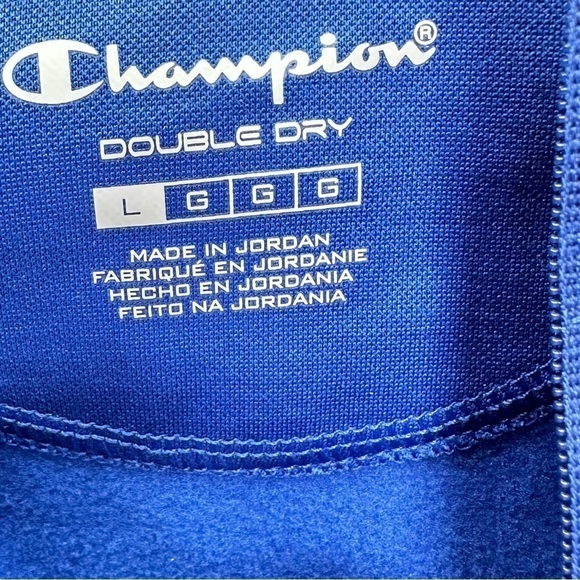 Champion®
DOUBLE DRY
L G G G
MADE IN JORDAN
FABRIQUÉ EN JORDANIE
HECHO EN JORDANIA
FEITO NA JORDANIA